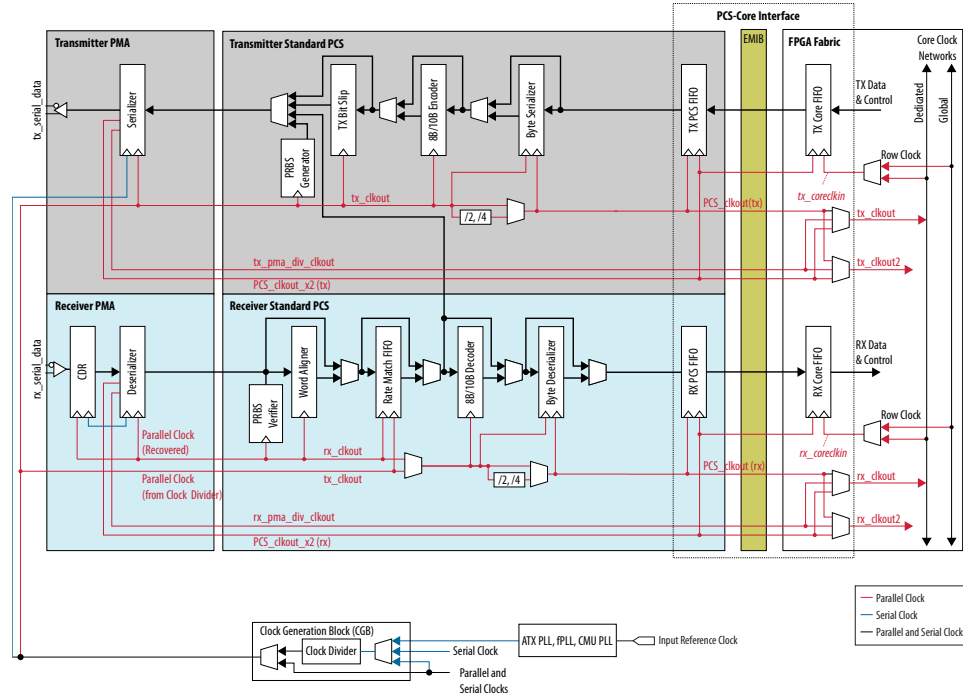 PCS-Core Interface
Transmitter PMA
Transmitter Standard PCS
EMIB
FPGA Fabric
Core Clock
Networks
tx_serial_data
Serializer
PRBS
Generator
TX Bit Slip
8B/10B Encoder
Byte Serializer
TX PCS FIFO
TX Core FIFO
TX Data
& Control
Dedicated
Global
Row Clock
tx_clkout
/2, /4
PCS_clkout(tx)
tx_coreclkin
tx_clkout
tx_pma_div_clkout
tx_clkout2
PCS_clkout_x2 (tx)
Receiver PMA
Receiver Standard PCS
rx_serial_data
CDR
Deserializer
PRBS
Verifier
Word Aligner
Rate Match FIFO
8B/10B Decoder
Byte Deserializer
RX PCS FIFO
RX Core FIFO
RX Data
& Control
Row Clock
Parallel Clock
(Recovered)
rx_clkout
tx_clkout
Parallel Clock
(from Clock Divider)
/2, /4
PCS_clkout (rx)
rx_coreclkin
rx_clkout
rx_pma_div_clkout
rx_clkout2
PCS_clkout_x2 (rx)
Parallel Clock
Serial Clock
Parallel and Serial Clock
Clock Generation Block (CGB)
Clock Divider
ATX PLL, fPLL, CMU PLL
Input Reference Clock
Serial Clock
Parallel and
Serial Clocks